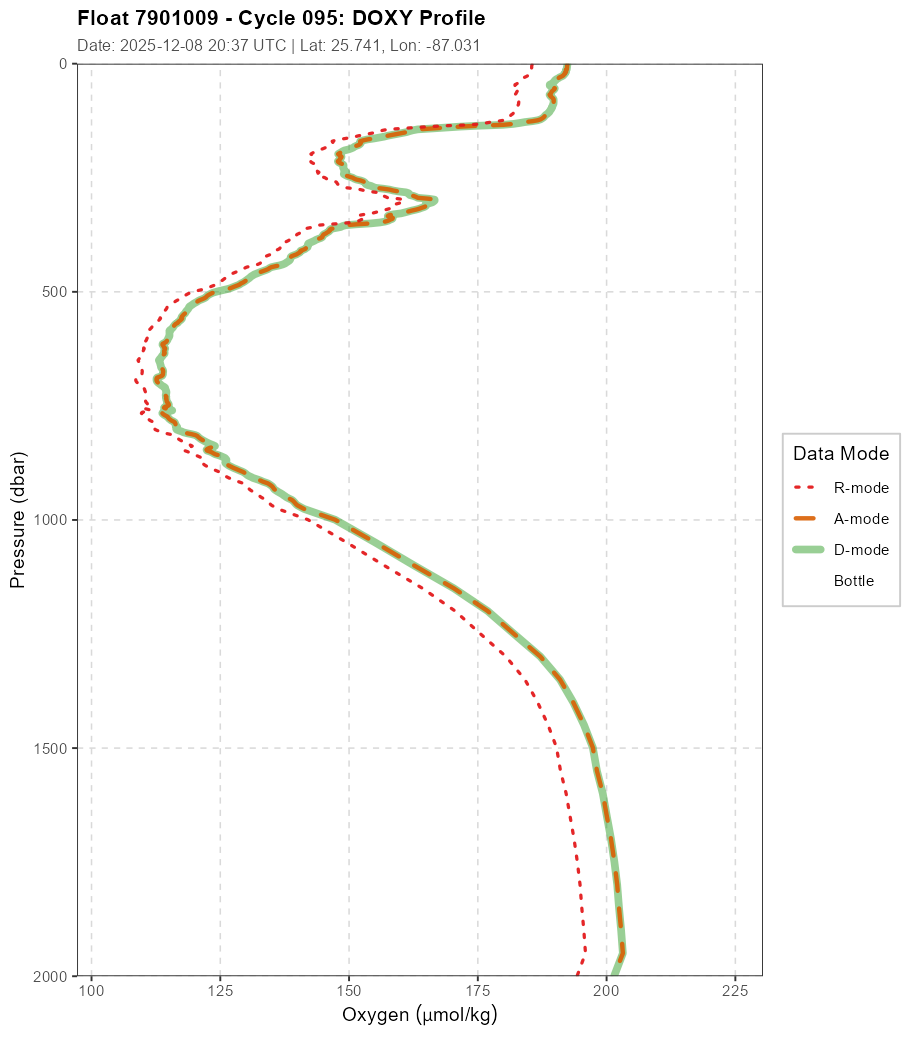 Float 7901009 - Cycle 095: DOXY Profile
Date: 2025-12-08 20:37 UTC | Lat: 25.741, Lon: -87.031
0
500
1000
1500
2000
Pressure (dbar)
100 125 150 175 200 225
Oxygen (μmol/kg)
Data Mode
R-mode
A-mode
D-mode
Bottle